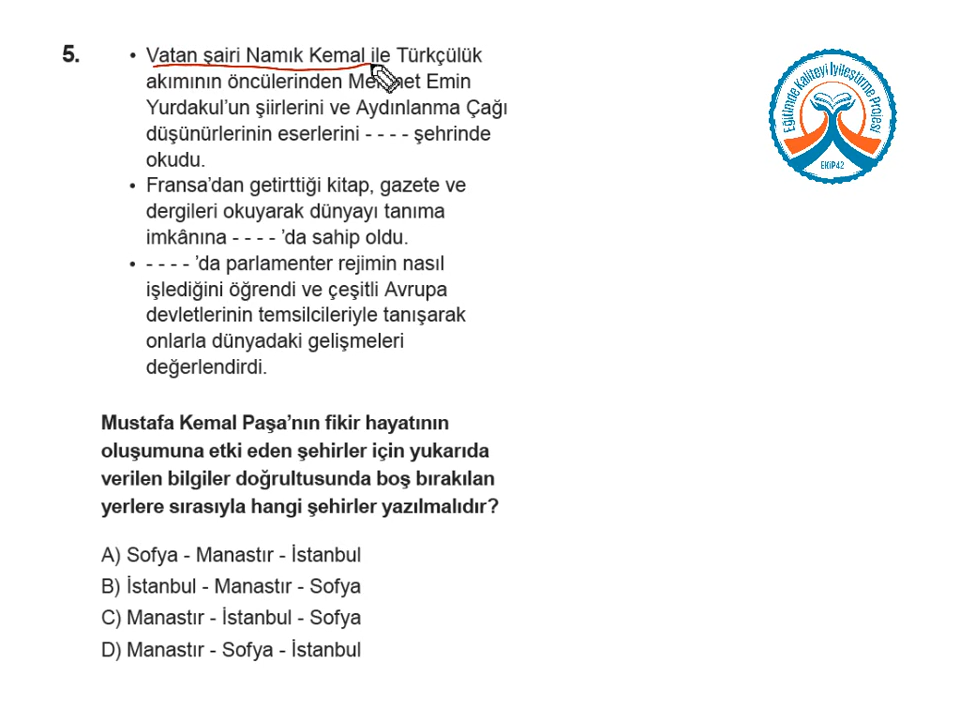 5.
• Vatan şairi Namık Kemal ile Türkçülük
akımının öncülerinden Mehmet Emin
Yurdakul’un şiirlerini ve Aydınlanma Çağı
düşünürlerinin eserlerini - - - - şehrinde
okudu.
• Fransa’dan getirttiği kitap, gazete ve
dergileri okuyarak dünyayı tanıma
imkânına - - - - ’da sahip oldu.
• - - - - ’da parlamenter rejimin nasıl
işlediğini öğrendi ve çeşitli Avrupa
devletlerinin temsilcileriyle tanışarak
onlarla dünyadaki gelişmeleri
değerlendirdi.
Mustafa Kemal Paşa’nın fikir hayatının
oluşumuna etki eden şehirler için yukarıda
verilen bilgiler doğrultusunda boş bırakılan
yerlere sırasıyla hangi şehirler yazılmalıdır?
A) Sofya - Manastır - İstanbul
B) İstanbul - Manastır - Sofya
C) Manastır - İstanbul - Sofya
D) Manastır - Sofya - İstanbul
Eğitimde Kaliteyi İyileştirme Projesi
EKİP42